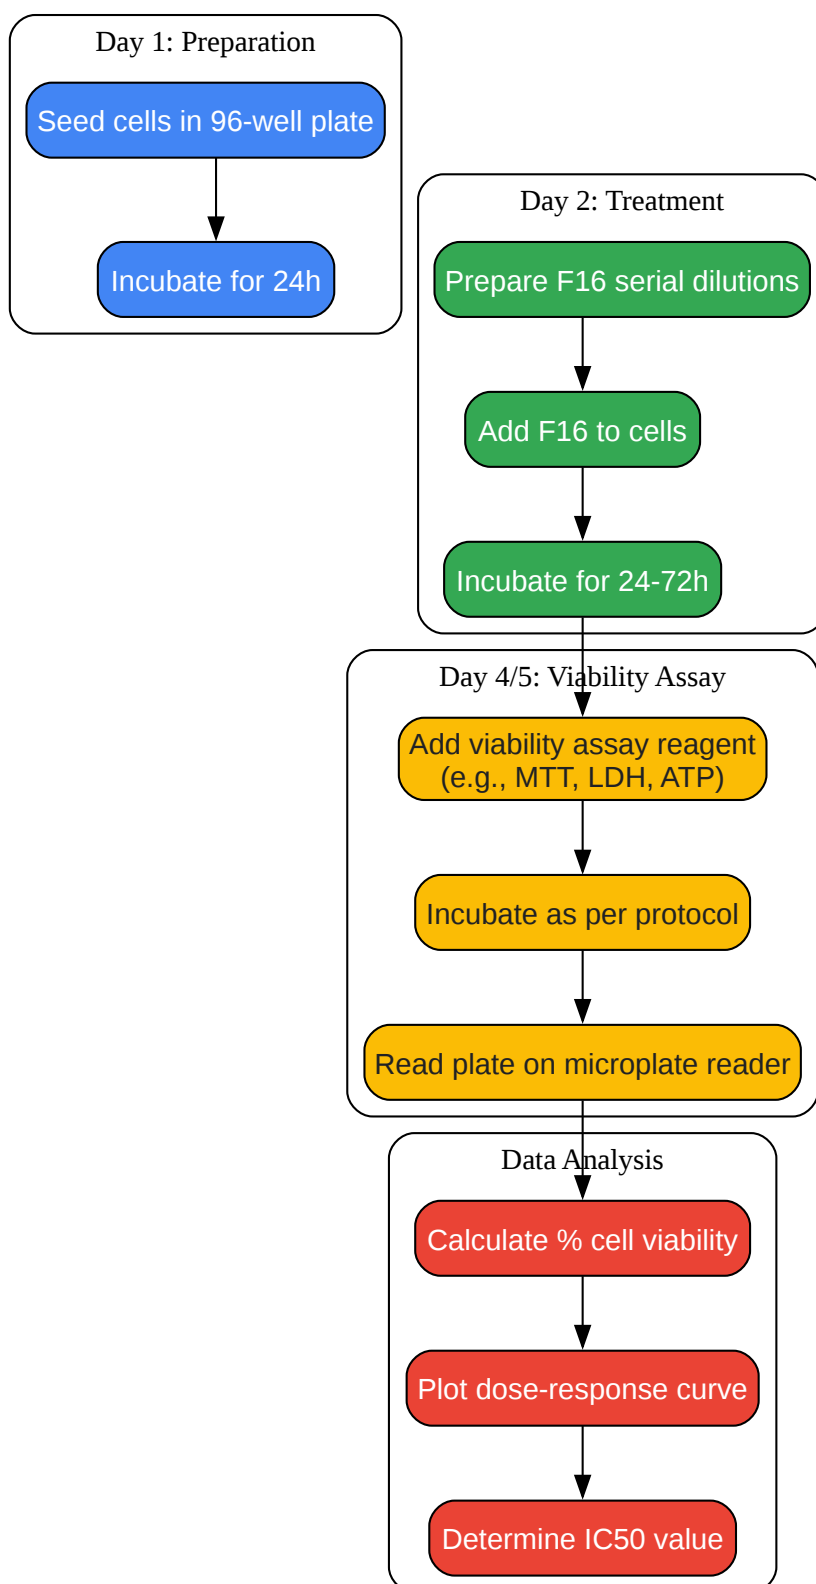 Day 1: Preparation
Seed cells in 96-well plate
Incubate for 24h
Day 2: Treatment
Prepare F16 serial dilutions
Add F16 to cells
Incubate for 24-72h
Day 4/5: Viability Assay
Add viability assay reagent
(e.g., MTT, LDH, ATP)
Incubate as per protocol
Read plate on microplate reader
Data Analysis
Calculate % cell viability
Plot dose-response curve
Determine IC50 value